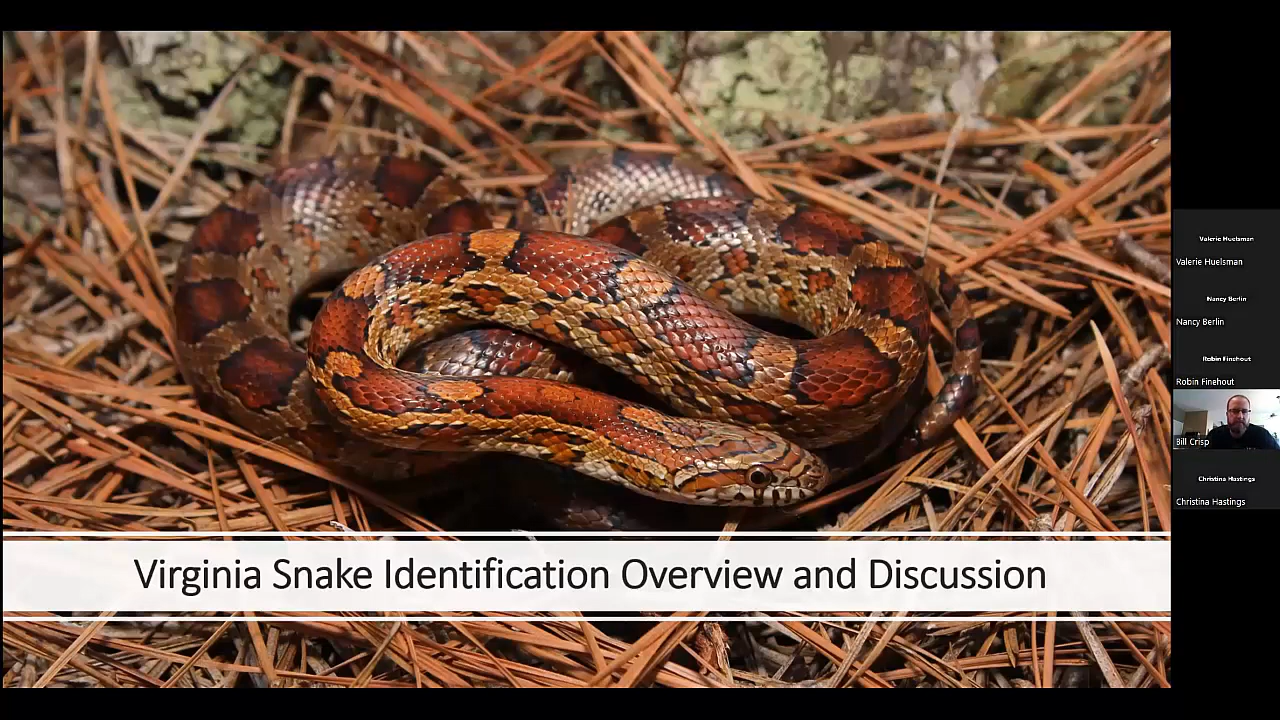 Virginia Snake Identification Overview and Discussion
Valerie Huelsman
Valerie Huelsman
Nancy Berlin
Nancy Berlin
Robin Finehout
Robin Finehout
Bill Crisp
Christina Hastings
Christina Hastings